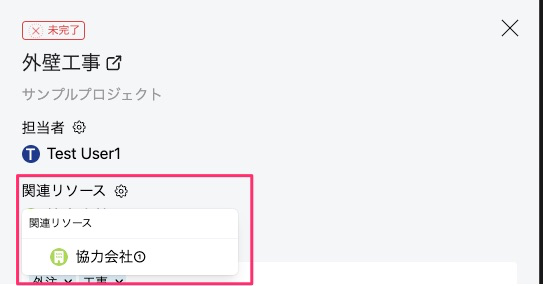 未完了
外壁工事
サンプルプロジェクト
担当者
T Test User1
関連リソース
関連リソース
協力会社①
外注 工事